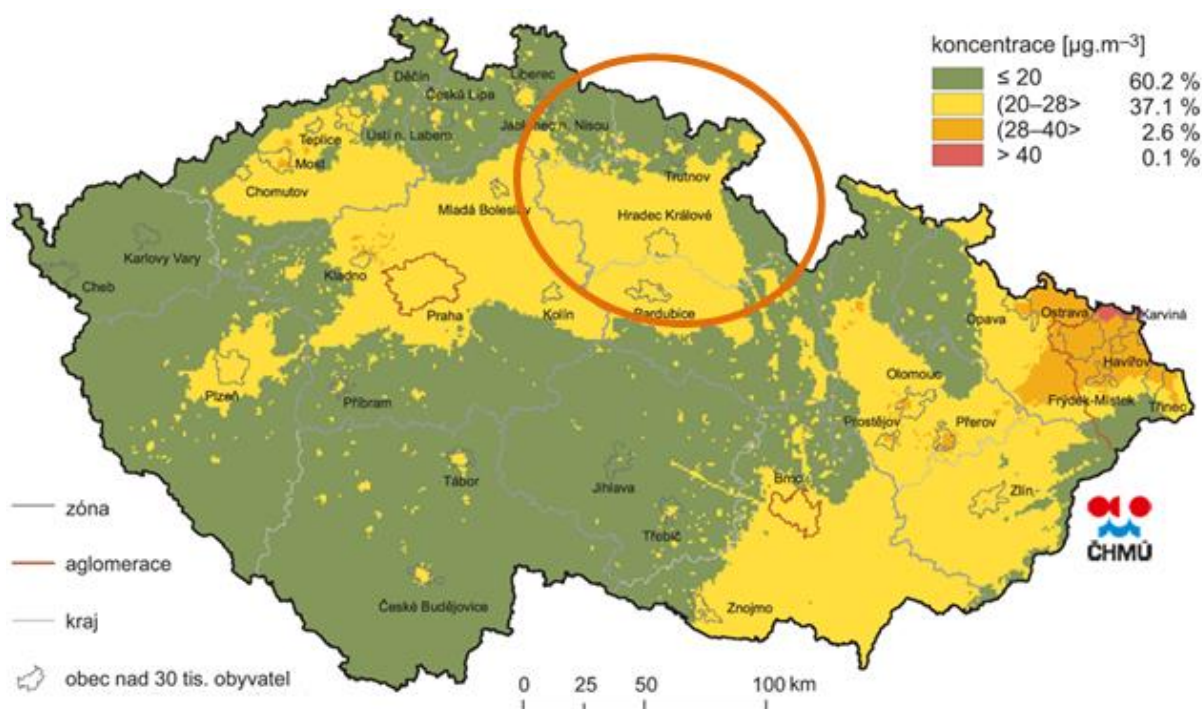 koncentrace [µg.m–3]
≤ 20 60.2 %
(20–28> 37.1 %
(28–40> 2.6 %
> 40 0.1 %
Děčín
Liberec
Česká Lípa
Jablonec n. Nisou
Ústí n. Labem
Teplice
Most
Chomutov
Trutnov
Mladá Boleslav
Hradec Králové
Karlovy Vary
Cheb
Kladno
Praha
Kolín
Pardubice
Opava
Ostrava
Karviná
Havířov
Plzeň
Příbram
Olomouc
Frýdek-Místek
Třinec
Prostějov
Přerov
Tábor
Jihlava
Brno
Zlín
Třebíč
České Budějovice
Znojmo
zóna
aglomerace
kraj
obec nad 30 tis. obyvatel
0 25 50 100 km
ČHMÚ